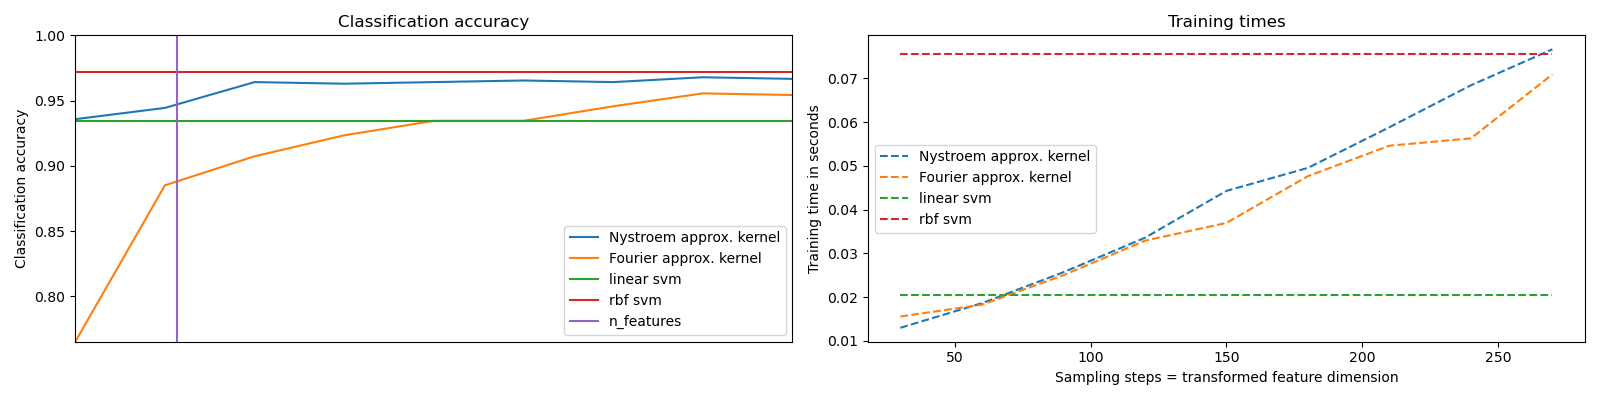 Classification accuracy
Classification accuracy
1.00
0.95
0.90
0.85
0.80
Nystroem approx. kernel
Fourier approx. kernel
linear svm
rbf svm
n_features
Training times
Training time in seconds
0.07
0.06
0.05
0.04
0.03
0.02
0.01
Nystroem approx. kernel
Fourier approx. kernel
linear svm
rbf svm
50 100 150 200 250
Sampling steps = transformed feature dimension